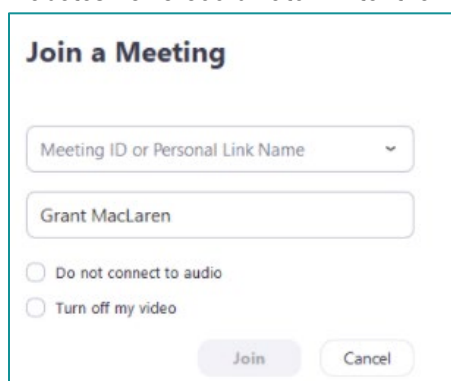 Join a Meeting
Meeting ID or Personal Link Name
Grant MacLaren
Do not connect to audio
Turn off my video
Join Cancel